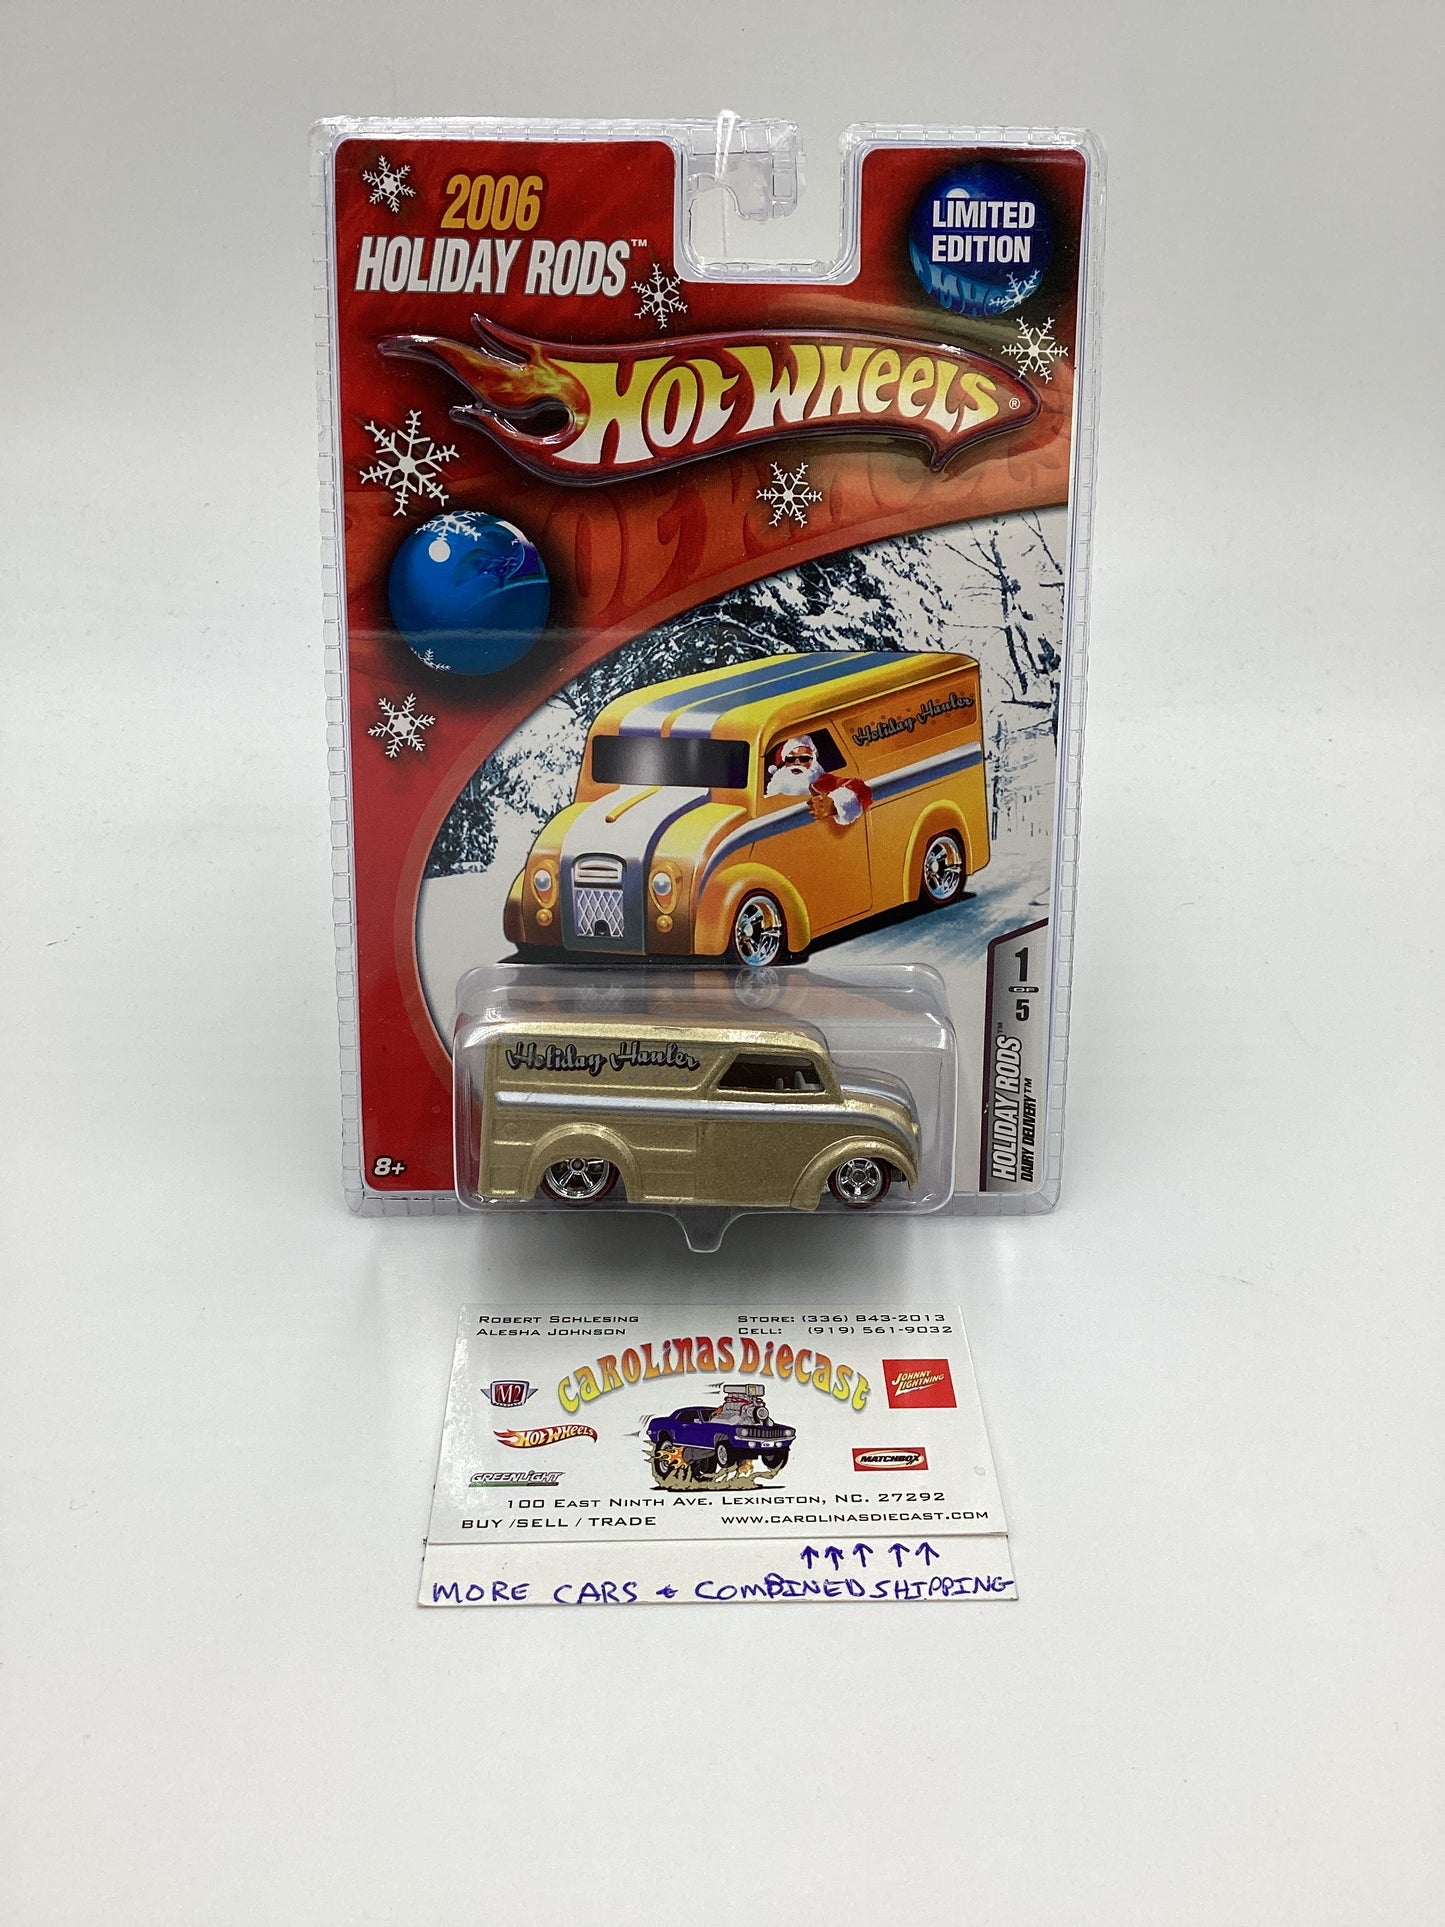 2006
HOLIDAY RODS™
LIMITED
EDITION
HOT WHEELS®
Holiday Hauler
1
OF
5
HOLIDAY RODS™
DAIRY DELIVERY™
Holiday Hauler
8+
ROBERT SCHLESING
ALESHA JOHNSON
STORE: (336) 843-2013
CELL: (919) 561-9032
CAROLINAS DIECAST
M2
JOHNNY
LIGHTNING
HOT WHEELS
MATCHBOX
GREENLIGHT
100 EAST NINTH AVE. LEXINGTON, NC. 27292
BUY /SELL / TRADE
WWW.CAROLINASDIECAST.COM
↑↑↑ ↑↑
MORE CARS + COMBINED SHIPPING